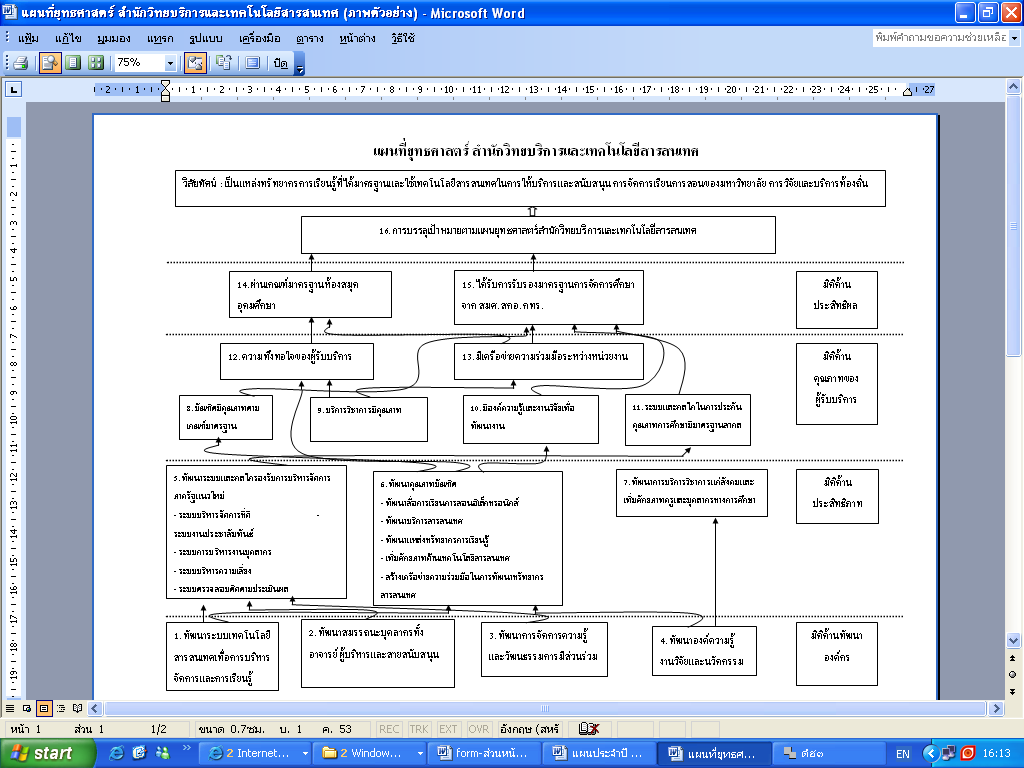 แผนที่ยุทธศาสตร์ สำนักวิทยบริการและเทคโนโลยีสารสนเทศ (ภาพตัวอย่าง) - Microsoft Word
แฟ้ม แก้ไข มุมมอง แทรก รูปแบบ เครื่องมือ ตาราง หน้าต่าง วิธีใช้
พิมพ์คำถามขอความช่วยเหลือ
75% ปิด
แผนที่ยุทธศาสตร์ สำนักวิทยบริการและเทคโนโลยีสารสนเทศ
วิสัยทัศน์ : เป็นแหล่งทรัพยากรการเรียนรู้ที่ได้มาตรฐานและใช้เทคโนโลยีสารสนเทศในการให้บริการและสนับสนุน การจัดการเรียนการสอนของมหาวิทยาลัย การวิจัยและบริการท้องถิ่น
16. การบรรลุเป้าหมายตามแผนยุทธศาสตร์สำนักวิทยบริการและเทคโนโลยีสารสนเทศ
14.ผ่านเกณฑ์มาตรฐานห้องสมุด
อุดมศึกษา
15. ได้รับการรับรองมาตรฐานการจัดการศึกษา
จาก สมศ. สกอ. กพร.
มิติด้าน
ประสิทธิผล
12. ความพึงพอใจของผู้รับบริการ
13. มีเครือข่ายความร่วมมือระหว่างหน่วยงาน
มิติด้าน
คุณภาพของ
ผู้รับบริการ
8. บัณฑิตมีคุณภาพตาม
เกณฑ์มาตรฐาน
9. บริการวิชาการมีคุณภาพ
10. มีองค์ความรู้และงานวิจัยเพื่อ
พัฒนางาน
11. ระบบและกลไกในการประกัน
คุณภาพการศึกษามีมาตรฐานสากล
5. พัฒนาระบบและกลไกรองรับการบริหารจัดการ
ภาครัฐแนวใหม่
- ระบบบริหารจัดการที่ดี -
ระบบงานประชาสัมพันธ์
- ระบบการบริหารงานบุคลากร
- ระบบบริหารความเสี่ยง
- ระบบตรวจสอบติดตามประเมินผล
6. พัฒนาคุณภาพบัณฑิต
- พัฒนาสื่อการเรียนการสอนอิเล็กทรอนิกส์
- พัฒนาบริการสารสนเทศ
- พัฒนาแหล่งทรัพยากรการเรียนรู้
- เพิ่มศักยภาพด้านเทคโนโลยีสารสนเทศ
- สร้างเครือข่ายความร่วมมือในการพัฒนาทรัพยากร
สารสนเทศ
7. พัฒนาการบริการวิชาการแก่สังคมและ
เพิ่มศักยภาพครูและบุคลากรทางการศึกษา
มิติด้าน
ประสิทธิภาพ
1. พัฒนาระบบเทคโนโลยี
สารสนเทศเพื่อการบริหาร
จัดการและการเรียนรู้
2. พัฒนาสมรรถนะบุคลากรทั้ง
อาจารย์ ผู้บริหารและสายสนับสนุน
3. พัฒนาการจัดการความรู้
และวัฒนธรรมการมีส่วนร่วม
4. พัฒนาองค์ความรู้
งานวิจัยและนวัตกรรม
มิติด้านพัฒนา
องค์กร
หน้า 1 ส่วน 1 1/2 ขนาด 0.7ซม. บ. 1 ค. 53 REC TRK EXT OVR อังกฤษ (สหรั
start 2 Internet... 2 Window... form-ส่วนหน้... แผนประจำปี ... แผนที่ยุทธศ... EN 16:13